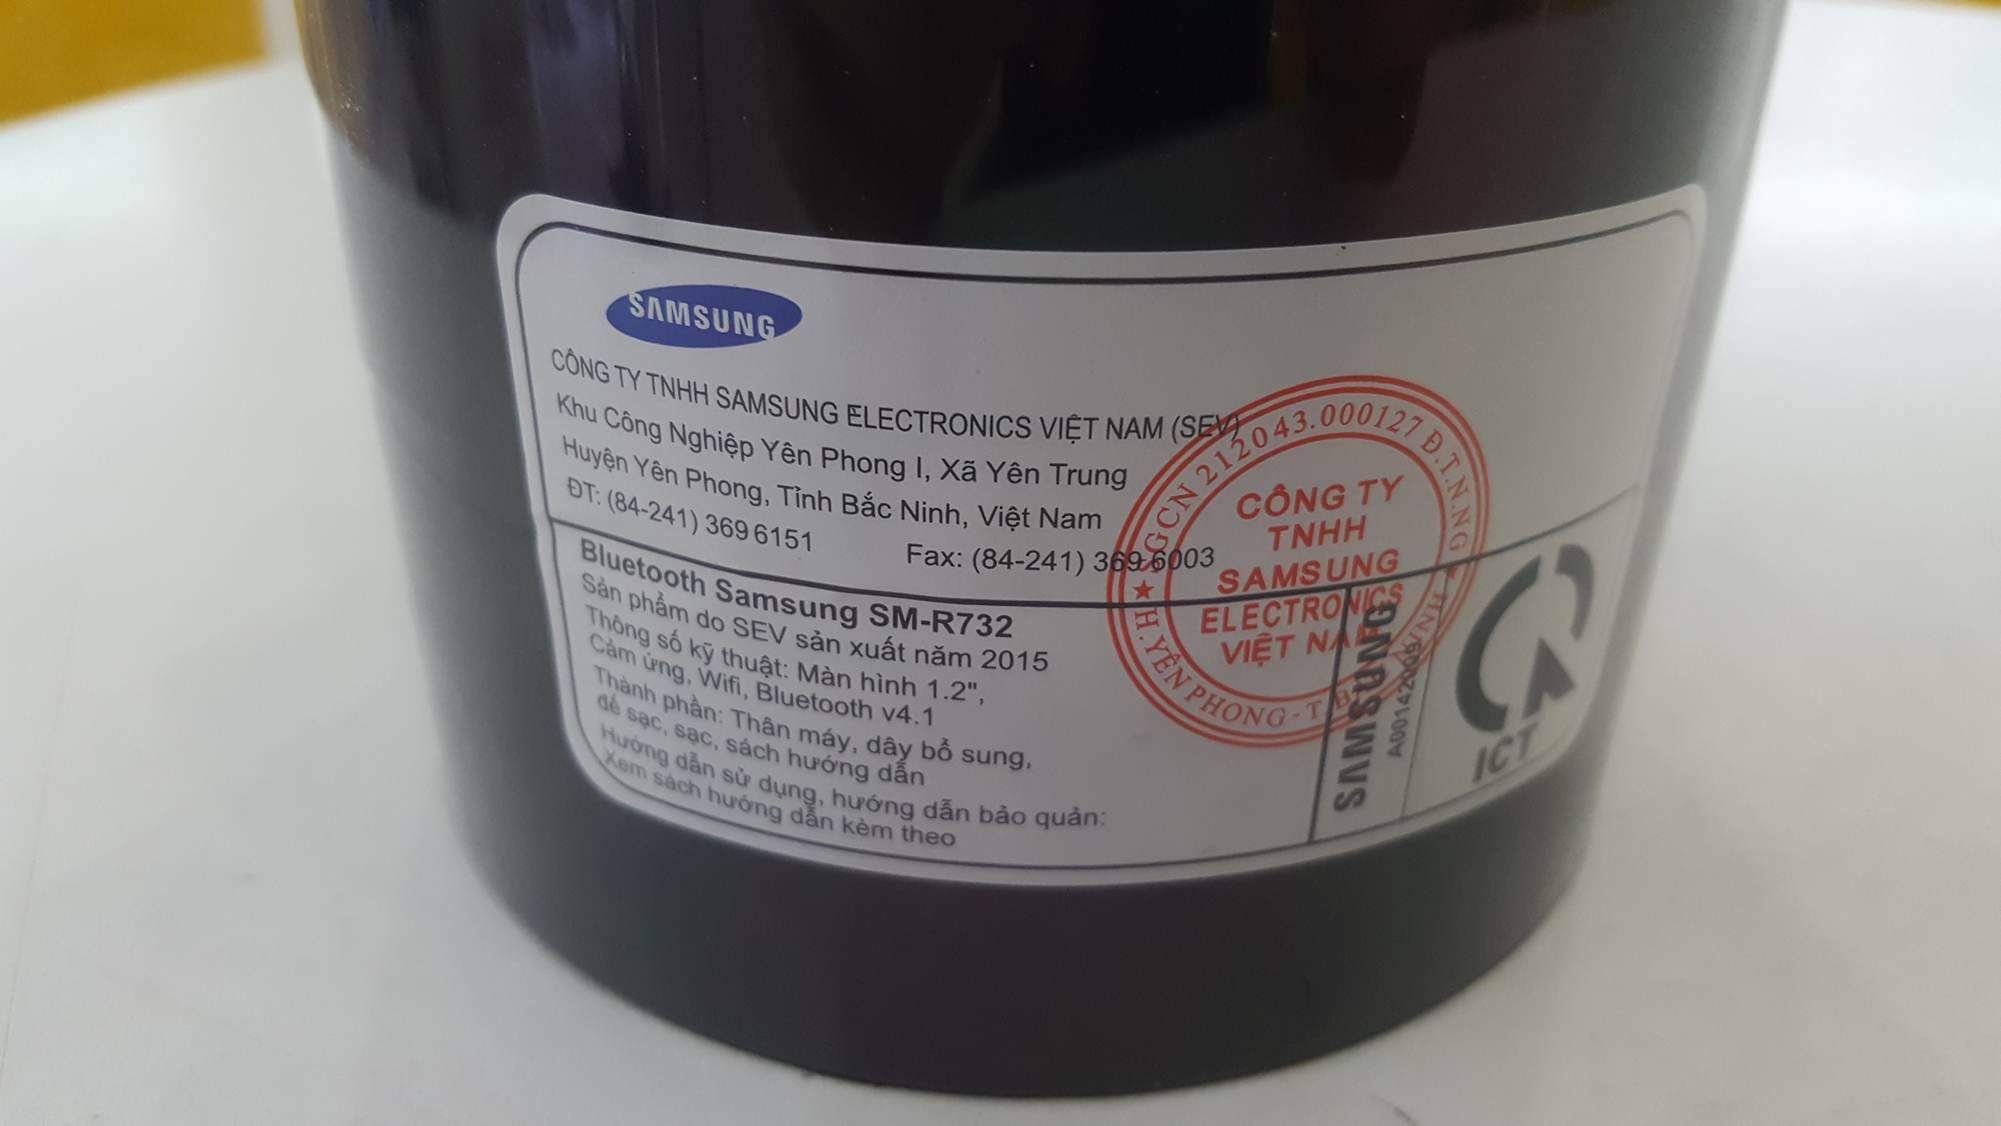 SAMSUNG
CÔNG TY TNHH SAMSUNG ELECTRONICS VIỆT NAM (SEV)
Khu Công Nghiệp Yên Phong I, Xã Yên Trung
Huyện Yên Phong, Tỉnh Bắc Ninh, Việt Nam
ĐT: (84-241) 369 6151 Fax: (84-241) 369 6003
Bluetooth Samsung SM-R732
Sản phẩm do SEV sản xuất năm 2015
Thông số kỹ thuật: Màn hình 1.2",
Cảm ứng, Wifi, Bluetooth v4.1
Thành phần: Thân máy, dây bổ sung,
đế sạc, sạc, sách hướng dẫn
Hướng dẫn sử dụng, hướng dẫn bảo quản:
Xem sách hướng dẫn kèm theo
SGCN 212043.000127 Đ.T.N.NG
CÔNG TY
TNHH
SAMSUNG
ELECTRONICS
VIỆT NAM
H.YÊN PHONG - T.
SAMSUNG
ICT